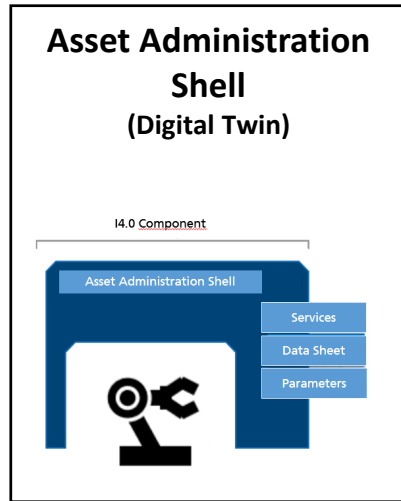 Asset Administration
Shell
(Digital Twin)
I4.0 Component
Asset Administration Shell
Services
Data Sheet
Parameters